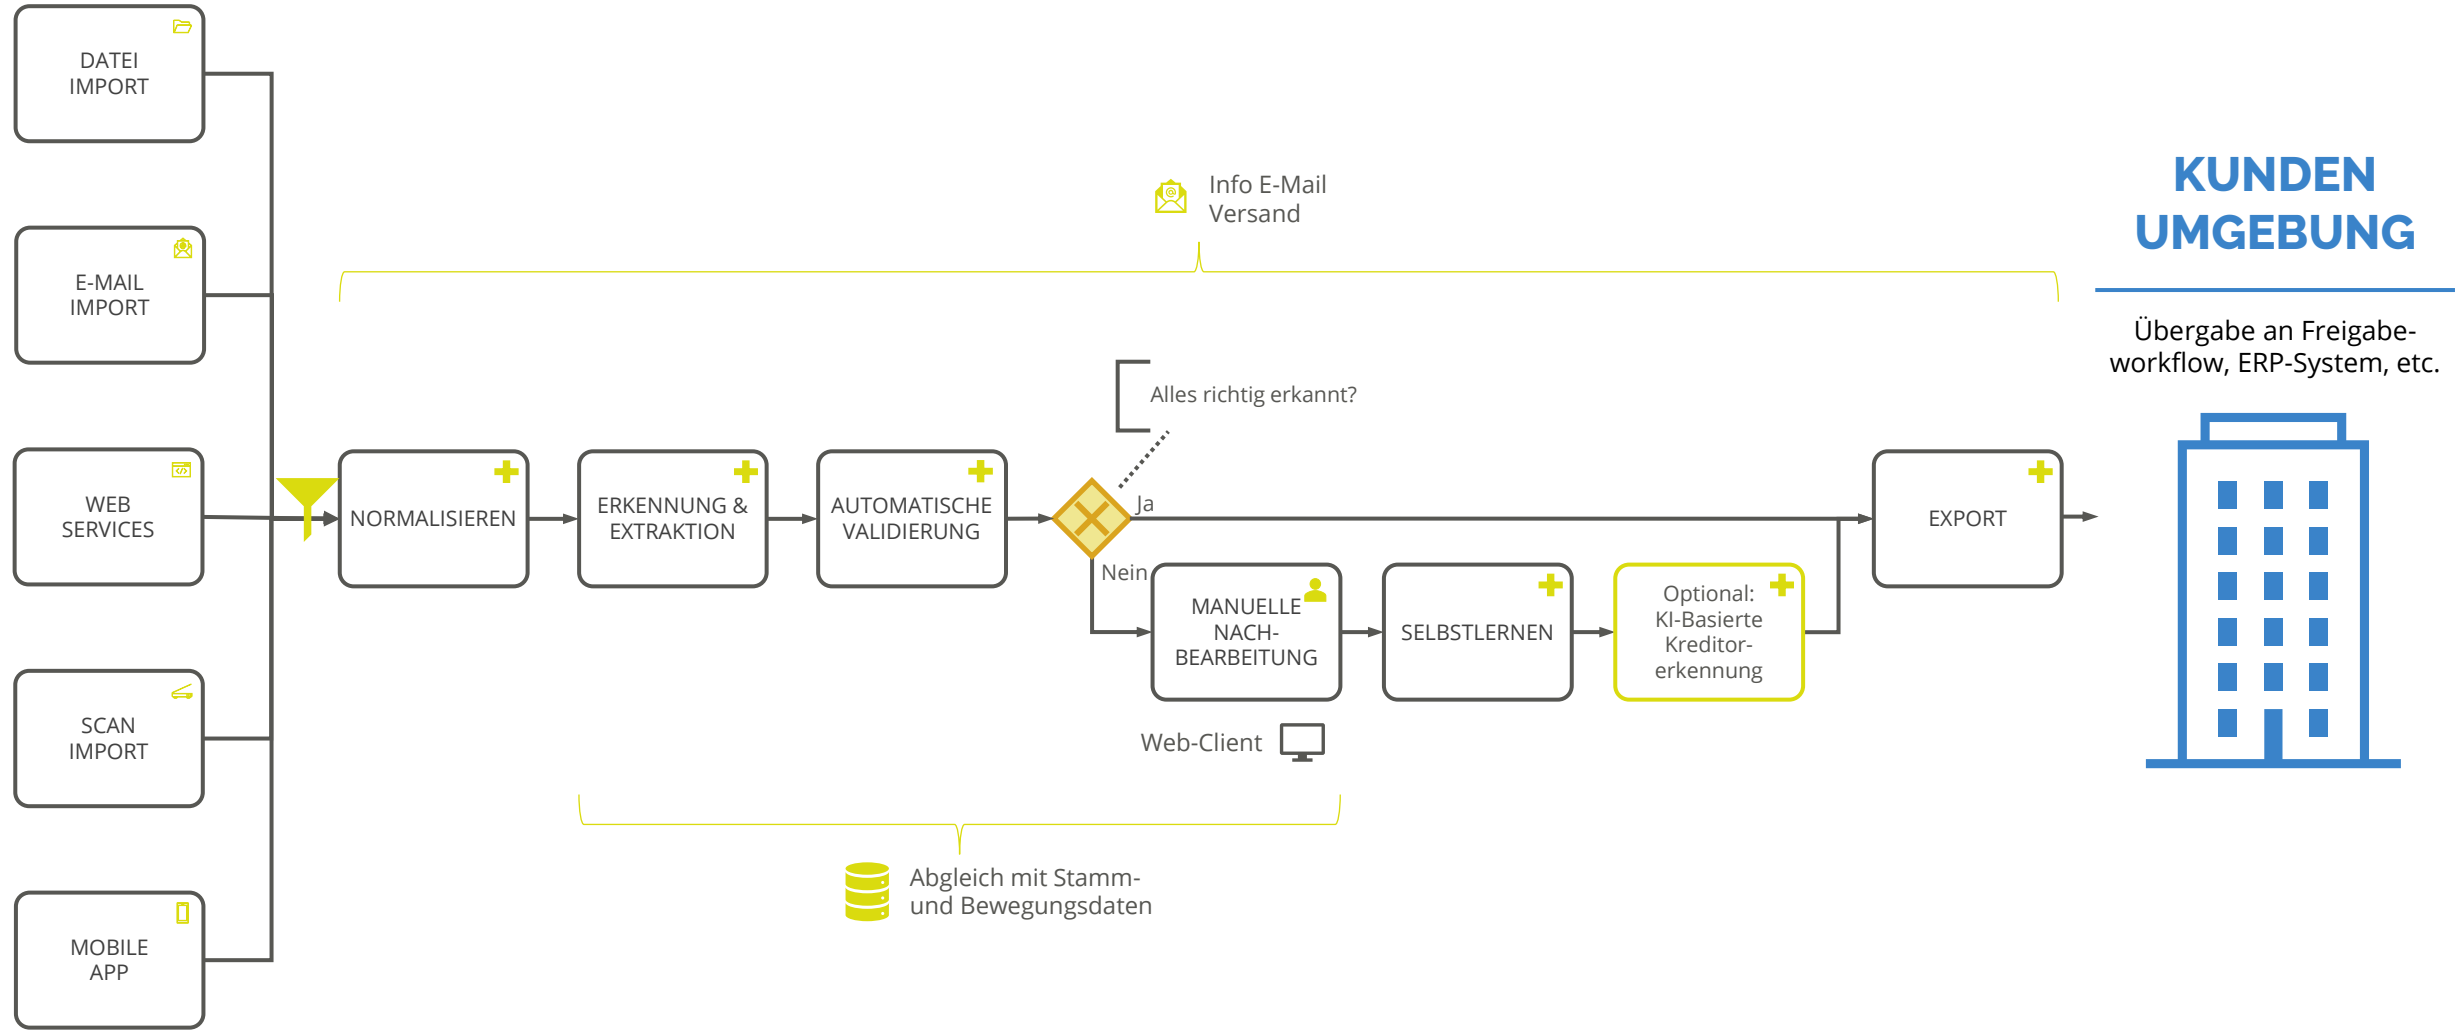 DATEI
IMPORT
E-MAIL
IMPORT
WEB
SERVICES
SCAN
IMPORT
MOBILE
APP
Info E-Mail
Versand
Alles richtig erkannt?
NORMALISIEREN
ERKENNUNG &
EXTRAKTION
AUTOMATISCHE
VALIDIERUNG
Ja
Nein
MANUELLE
NACH-
BEARBEITUNG
SELBSTLERNEN
Optional:
KI-Basierte
Kreditor-
erkennung
EXPORT
Web-Client
Abgleich mit Stamm-
und Bewegungsdaten
KUNDEN
UMGEBUNG
Übergabe an Freigabe-
workflow, ERP-System, etc.